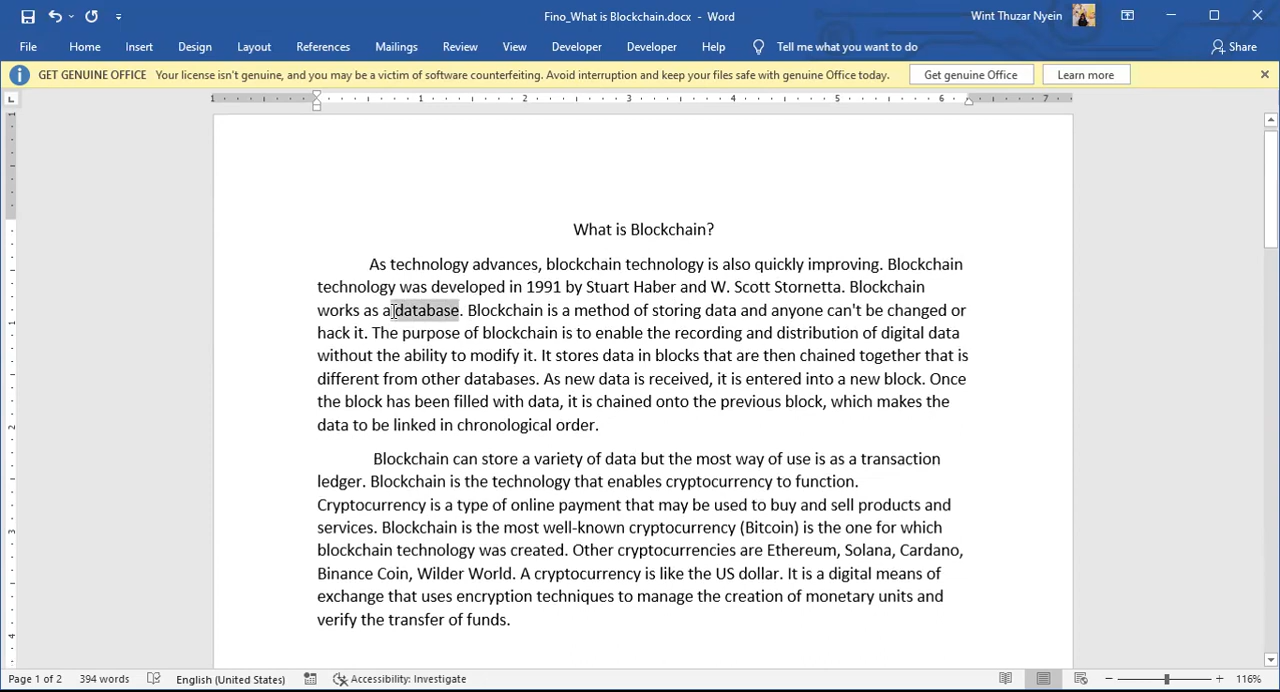 Fino_What is Blockchain.docx - Word
Wint Thuzar Nyein
File Home Insert Design Layout References Mailings Review View Developer Developer Help Tell me what you want to do Share
GET GENUINE OFFICE Your license isn't genuine, and you may be a victim of software counterfeiting. Avoid interruption and keep your files safe with genuine Office today. Get genuine Office Learn more
1 1 2 3 4 5 6 7
What is Blockchain?
As technology advances, blockchain technology is also quickly improving. Blockchain
technology was developed in 1991 by Stuart Haber and W. Scott Stornetta. Blockchain
works as a database. Blockchain is a method of storing data and anyone can't be changed or
hack it. The purpose of blockchain is to enable the recording and distribution of digital data
without the ability to modify it. It stores data in blocks that are then chained together that is
different from other databases. As new data is received, it is entered into a new block. Once
the block has been filled with data, it is chained onto the previous block, which makes the
data to be linked in chronological order.
Blockchain can store a variety of data but the most way of use is as a transaction
ledger. Blockchain is the technology that enables cryptocurrency to function.
Cryptocurrency is a type of online payment that may be used to buy and sell products and
services. Blockchain is the most well-known cryptocurrency (Bitcoin) is the one for which
blockchain technology was created. Other cryptocurrencies are Ethereum, Solana, Cardano,
Binance Coin, Wilder World. A cryptocurrency is like the US dollar. It is a digital means of
exchange that uses encryption techniques to manage the creation of monetary units and
verify the transfer of funds.
1
1
2
3
4
Page 1 of 2 394 words English (United States) Accessibility: Investigate 116%